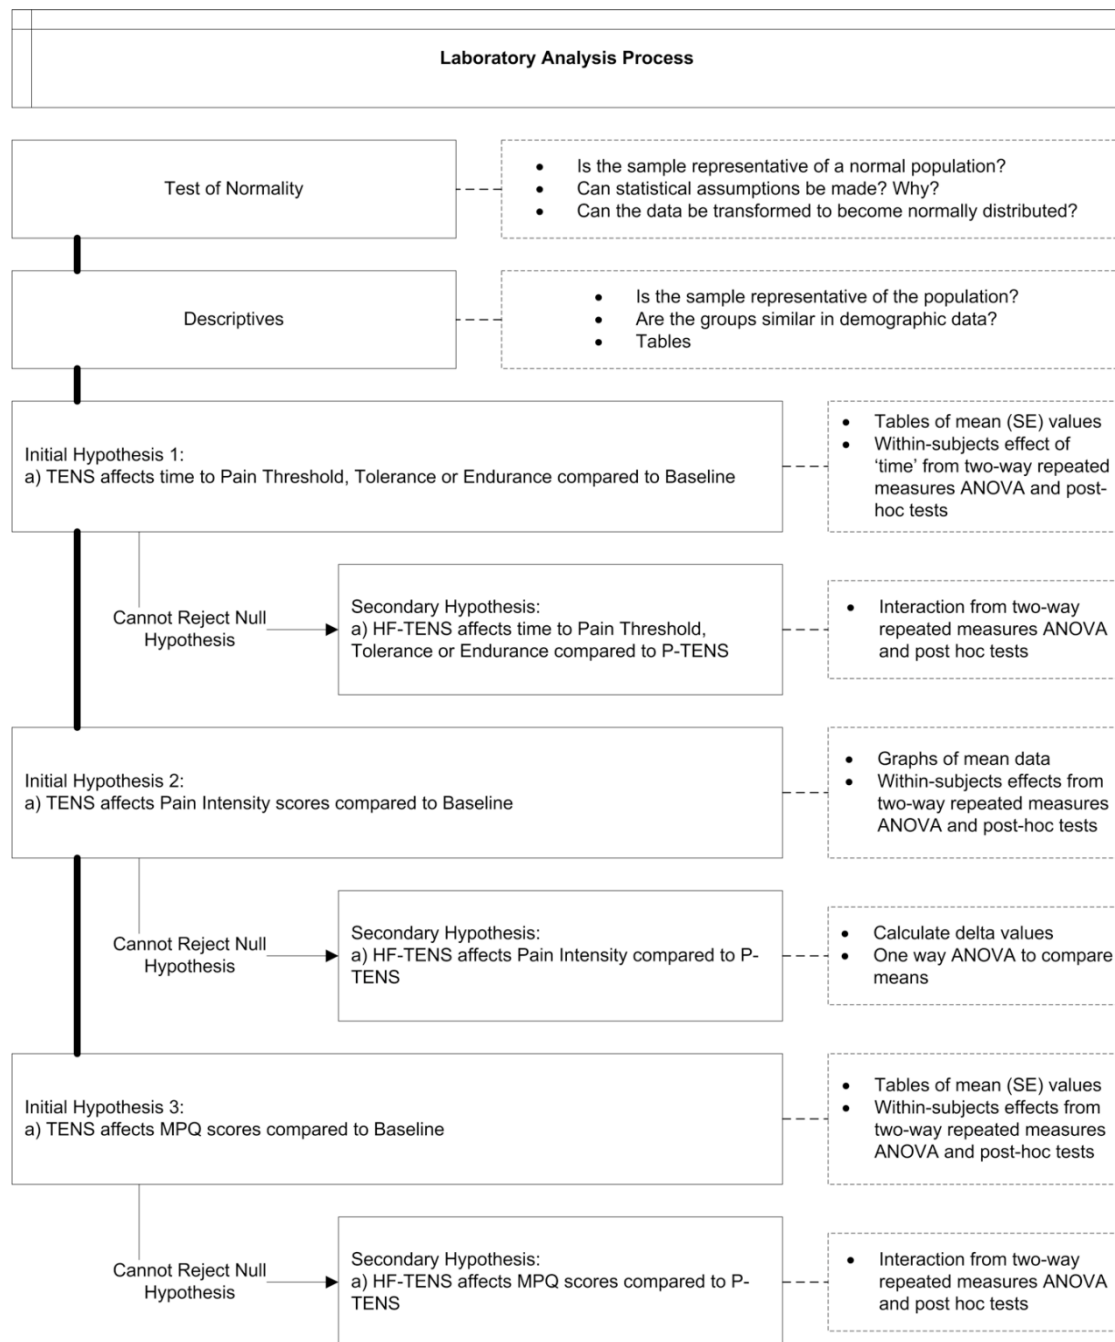 Laboratory Analysis Process
Test of Normality
• Is the sample representative of a normal population?
• Can statistical assumptions be made? Why?
• Can the data be transformed to become normally distributed?
Descriptives
• Is the sample representative of the population?
• Are the groups similar in demographic data?
• Tables
Initial Hypothesis 1:
a) TENS affects time to Pain Threshold, Tolerance or Endurance compared to Baseline
• Tables of mean (SE) values
• Within-subjects effect of
‘time’ from two-way repeated
measures ANOVA and post-
hoc tests
Cannot Reject Null
Hypothesis
Secondary Hypothesis:
a) HF-TENS affects time to Pain Threshold,
Tolerance or Endurance compared to P-TENS
• Interaction from two-way
repeated measures ANOVA
and post hoc tests
Initial Hypothesis 2:
a) TENS affects Pain Intensity scores compared to Baseline
• Graphs of mean data
• Within-subjects effects from
two-way repeated measures
ANOVA and post-hoc tests
Cannot Reject Null
Hypothesis
Secondary Hypothesis:
a) HF-TENS affects Pain Intensity compared to P-
TENS
• Calculate delta values
• One way ANOVA to compare
means
Initial Hypothesis 3:
a) TENS affects MPQ scores compared to Baseline
• Tables of mean (SE) values
• Within-subjects effects from
two-way repeated measures
ANOVA and post-hoc tests
Cannot Reject Null
Hypothesis
Secondary Hypothesis:
a) HF-TENS affects MPQ scores compared to P-
TENS
• Interaction from two-way
repeated measures ANOVA
and post hoc tests